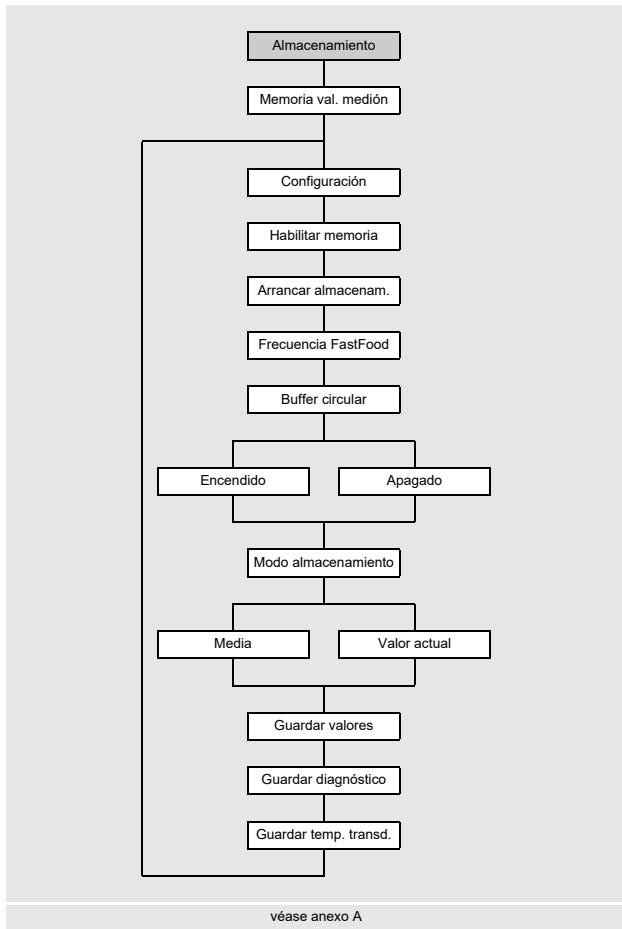 Almacenamiento
Memoria val. medión
Configuración
Habilitar memoria
Arrancar almacenam.
Frecuencia FastFood
Buffer circular
Encendido
Apagado
Modo almacenamiento
Media
Valor actual
Guardar valores
Guardar diagnóstico
Guardar temp. transd.
véase anexo A